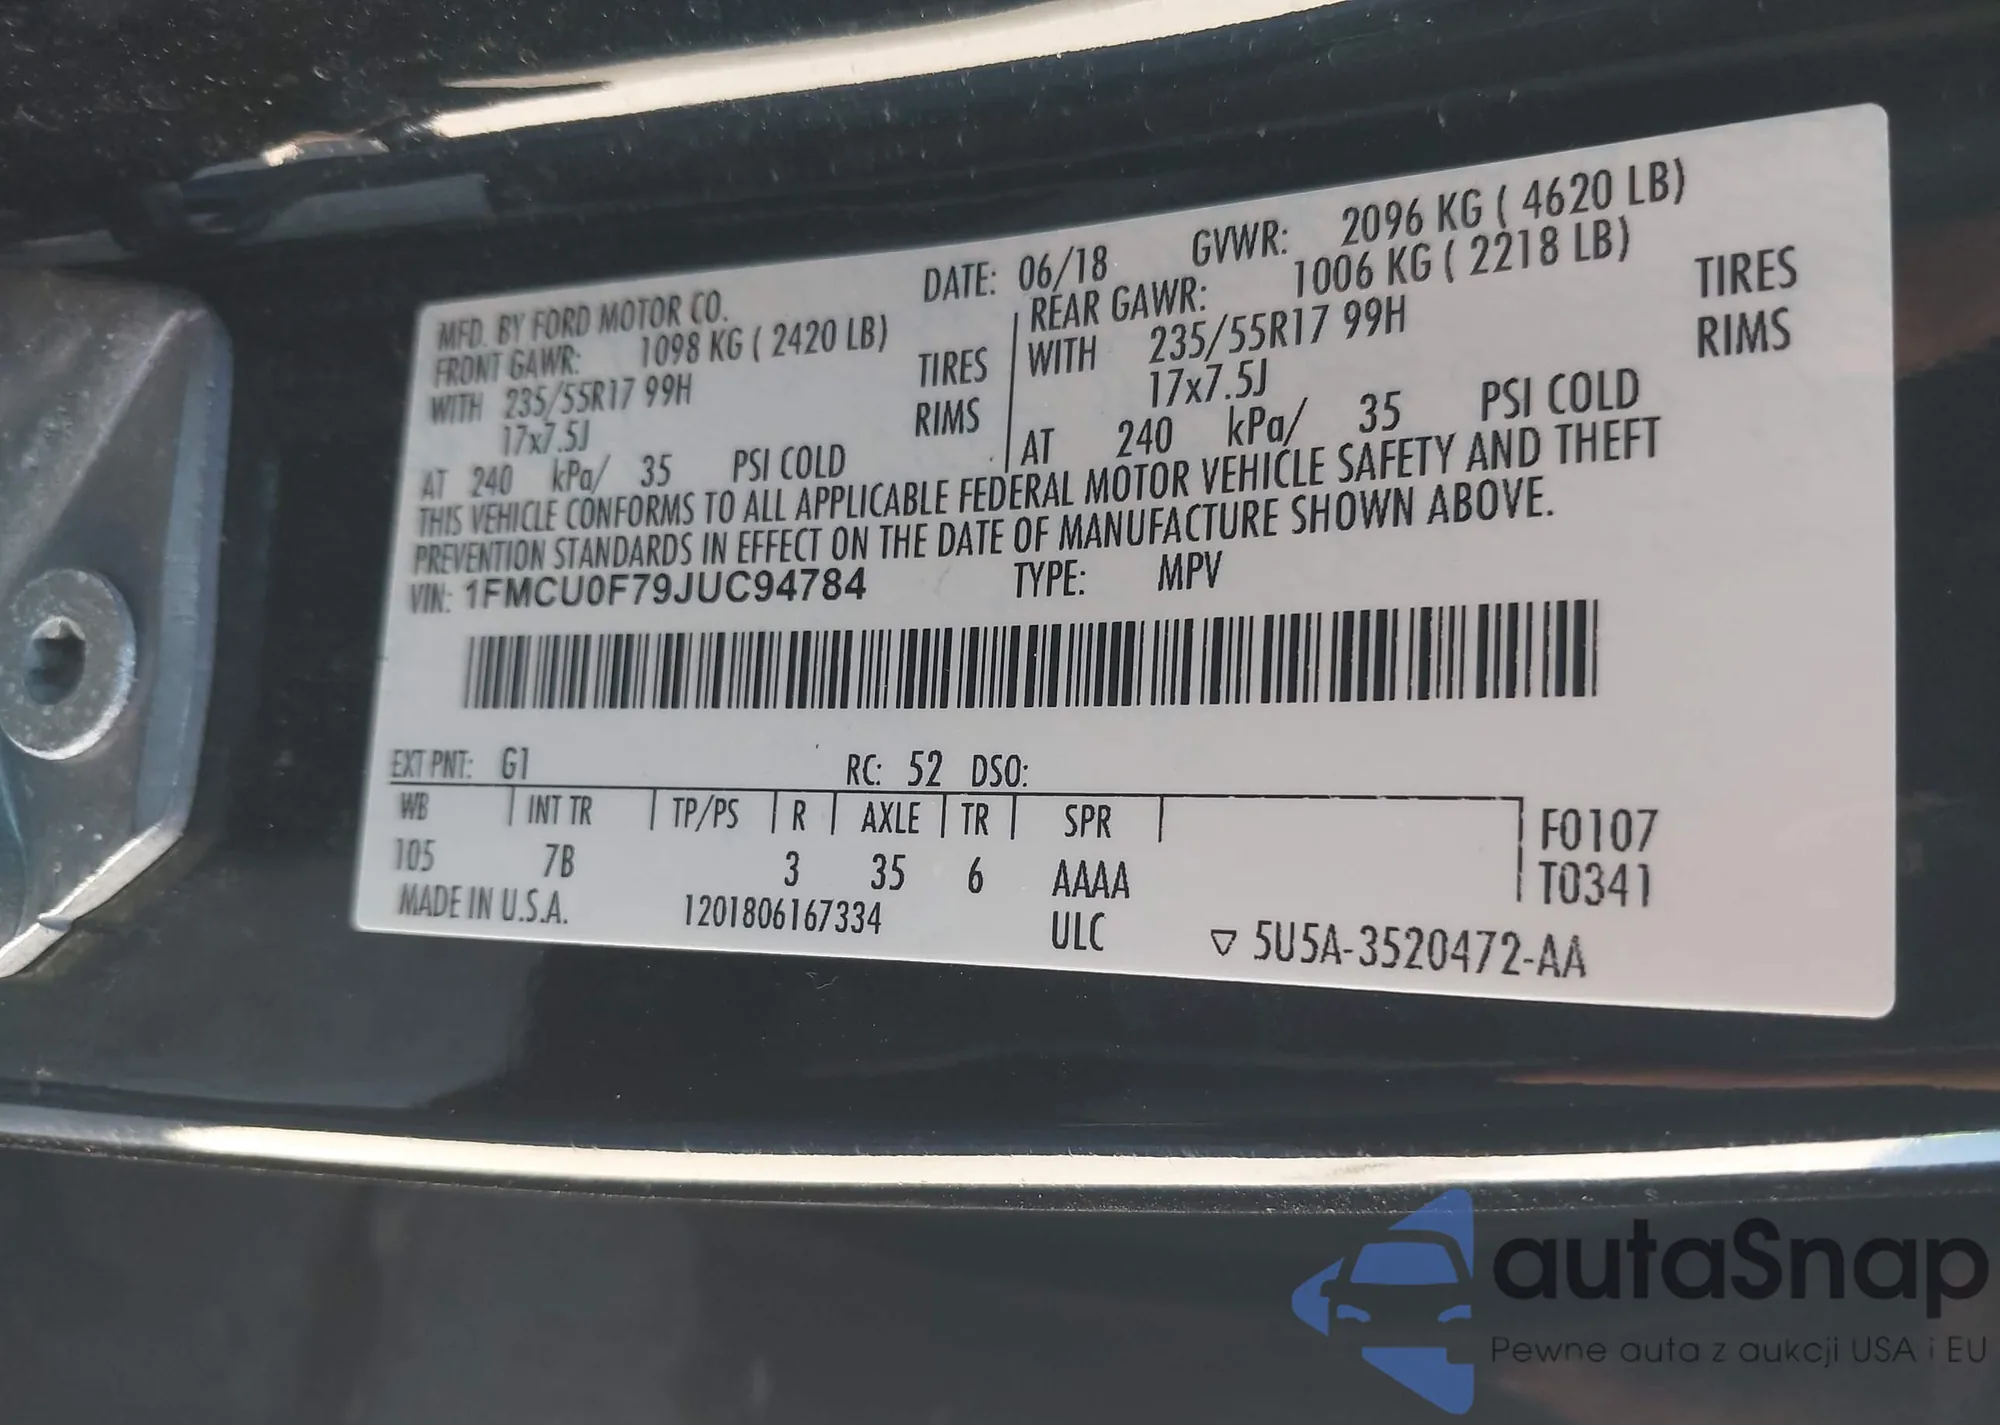 MFD. BY FORD MOTOR CO. DATE: 06/18 GVWR: 2096 KG ( 4620 LB)
FRONT GAWR: 1098 KG ( 2420 LB) REAR GAWR: 1006 KG ( 2218 LB)
WITH 235/55R17 99H TIRES WITH 235/55R17 99H TIRES
17x7.5J RIMS 17x7.5J RIMS
AT 240 kPa/ 35 PSI COLD AT 240 kPa/ 35 PSI COLD
THIS VEHICLE CONFORMS TO ALL APPLICABLE FEDERAL MOTOR VEHICLE SAFETY AND THEFT
PREVENTION STANDARDS IN EFFECT ON THE DATE OF MANUFACTURE SHOWN ABOVE.
VIN: 1FMCU0F79JUC94784 TYPE: MPV
EXT PNT: G1 RC: 52 DSO:
WB INT TR TP/PS R AXLE TR SPR F0107
105 7B 3 35 6 AAAA T0341
MADE IN U.S.A. 1201806167334 ULC ▽ 5U5A-3520472-AA
autaSnap
Pewne auta z aukcji USA i EU